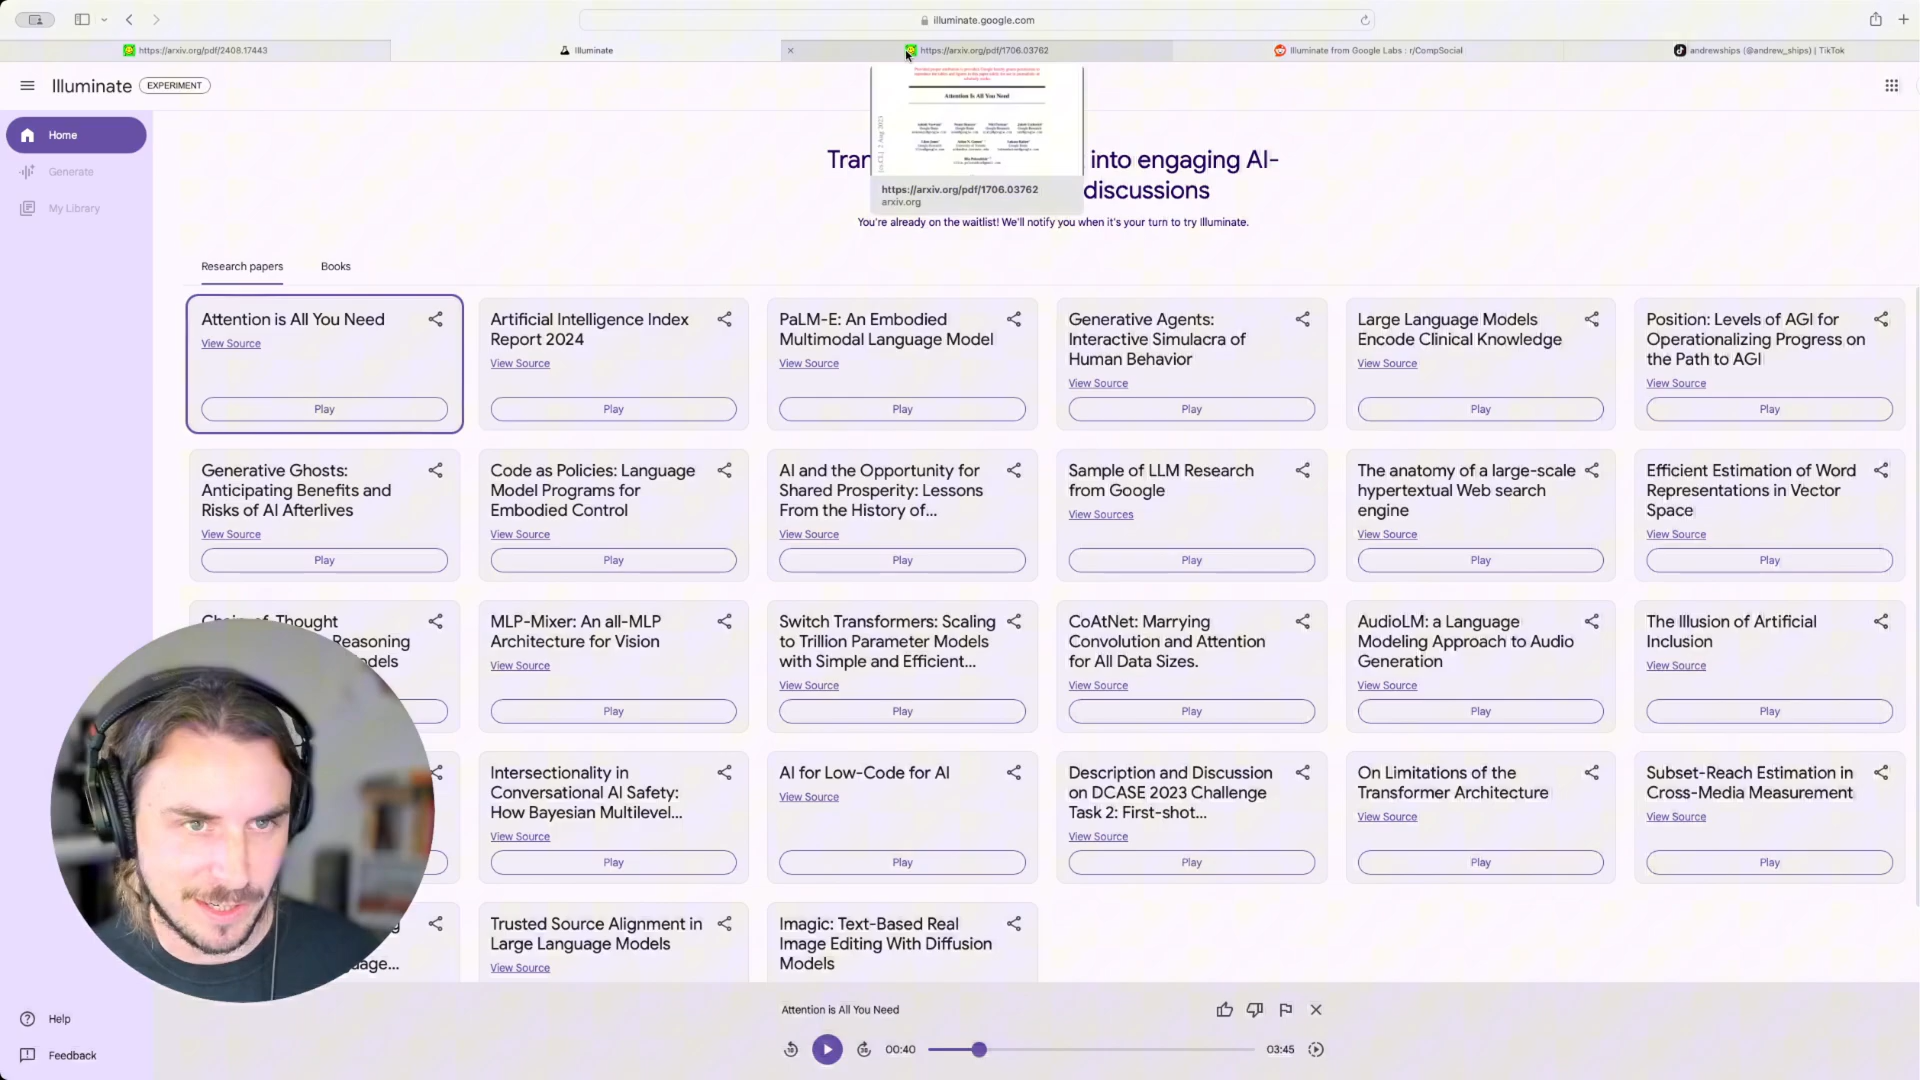 illuminate.google.com
https://arxiv.org/pdf/2408.17443
Illuminate
https://arxiv.org/pdf/1706.03762
Illuminate from Google Labs : r/CompSocial
andrewships (@andrew_ships) | TikTok
Illuminate
EXPERIMENT
Attention Is All You Need
https://arxiv.org/pdf/1706.03762
arxiv.org
Home
Generate
My Library
into engaging AI-
discussions
You're already on the waitlist! We'll notify you when it's your turn to try Illuminate.
Research papers
Books
Attention is All You Need
View Source
Play
Artificial Intelligence Index
Report 2024
View Source
Play
PaLM-E: An Embodied
Multimodal Language Model
View Source
Play
Generative Agents:
Interactive Simulacra of
Human Behavior
View Source
Play
Large Language Models
Encode Clinical Knowledge
View Source
Play
Position: Levels of AGI for
Operationalizing Progress on
the Path to AGI
View Source
Play
Generative Ghosts:
Anticipating Benefits and
Risks of AI Afterlives
View Source
Play
Code as Policies: Language
Model Programs for
Embodied Control
View Source
Play
AI and the Opportunity for
Shared Prosperity: Lessons
From the History of...
View Source
Play
Sample of LLM Research
from Google
View Sources
Play
The anatomy of a large-scale
hypertextual Web search
engine
View Source
Play
Efficient Estimation of Word
Representations in Vector
Space
View Source
Play
Thought
Reasoning
MLP-Mixer: An all-MLP
Architecture for Vision
View Source
Play
Switch Transformers: Scaling
to Trillion Parameter Models
with Simple and Efficient...
View Source
Play
CoAtNet: Marrying
Convolution and Attention
for All Data Sizes.
View Source
Play
AudioLM: a Language
Modeling Approach to Audio
Generation
View Source
Play
The Illusion of Artificial
Inclusion
View Source
Play
Intersectionality in
Conversational AI Safety:
How Bayesian Multilevel...
View Source
Play
AI for Low-Code for AI
View Source
Play
Description and Discussion
on DCASE 2023 Challenge
Task 2: First-shot...
View Source
Play
On Limitations of the
Transformer Architecture
View Source
Play
Subset-Reach Estimation in
Cross-Media Measurement
View Source
Play
Trusted Source Alignment in
Large Language Models
View Source
Imagic: Text-Based Real
Image Editing With Diffusion
Models
Help
Feedback
Attention is All You Need
00:40
03:45